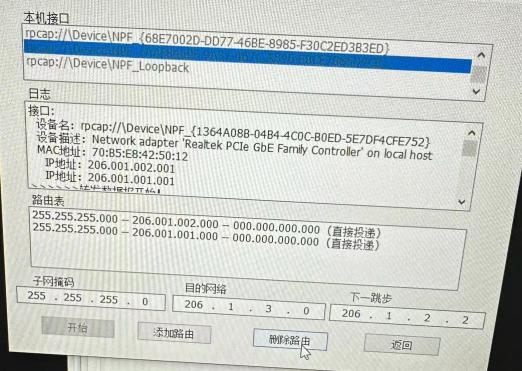 本机接口
rpcap://\Device\NPF_{68E7002D-DD77-46BE-8985-F30C2ED3B3ED}
rpcap://\Device\NPF_Loopback
日志
接口:
设备名: rpcap://\Device\NPF_{1364A08B-04B4-4C0C-B0ED-5E7DF4CFE752}
设备描述: Network adapter 'Realtek PCIe GbE Family Controller' on local host
MAC地址: 70:B5:E8:42:50:12
IP地址: 206.001.002.001
IP地址: 206.001.001.001
转发数据报开始!
路由表
255.255.255.000 -- 206.001.002.000 -- 000.000.000.000 (直接投递)
255.255.255.000 -- 206.001.001.000 -- 000.000.000.000 (直接投递)
子网掩码 目的网络 下一跳步
255 . 255 . 255 . 0 206 . 1 . 3 . 0 206 . 1 . 2 . 2
开始 添加路由 删除路由 返回